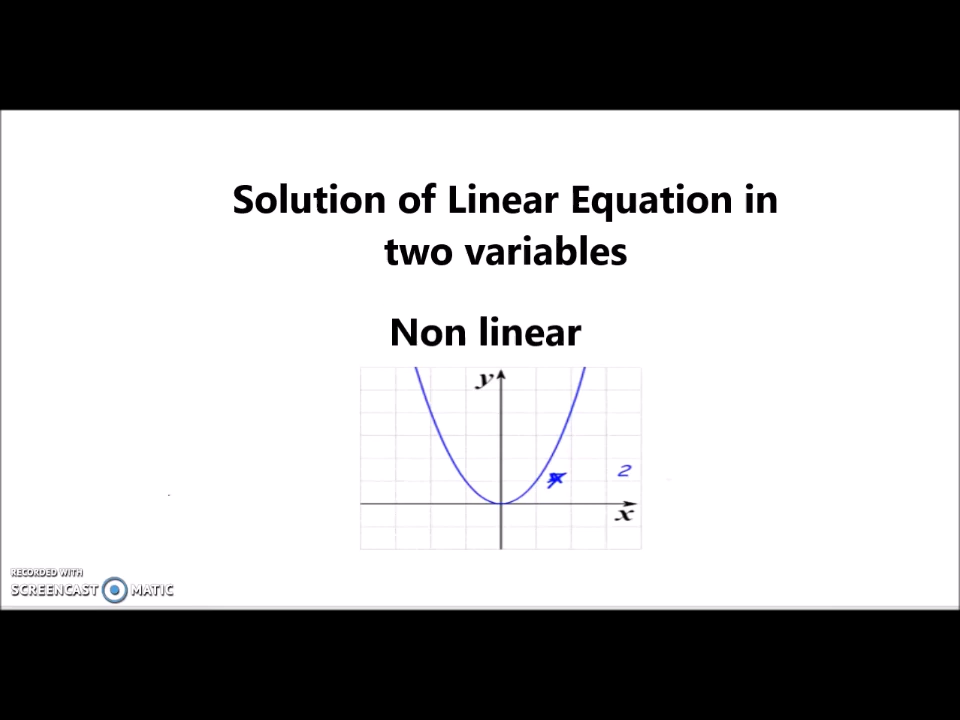 Solution of Linear Equation in
two variables
Non linear
y
2
x
RECORDED WITH
SCREENCAST MATIC